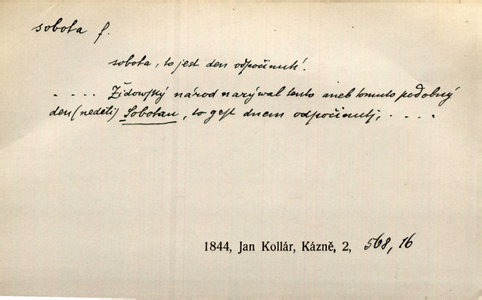 sobota f.
sobota, to jest den odpočinutí.
. . . . Židowský národ nazýwal tento aneb tomuto podobný
den (neděli) Sobotau, to gest dnem odpočinutj, . . . .
1844, Jan Kollár, Kázně, 2, 568, 16